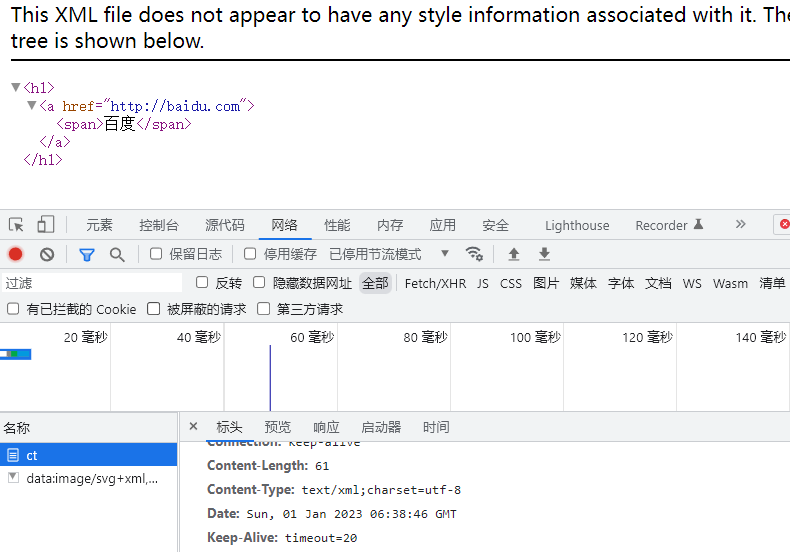 This XML file does not appear to have any style information associated with it. The
tree is shown below.
▼<h1>
▼<a href="http://baidu.com">
<span>百度</span>
</a>
</h1>
元素 控制台 源代码 网络 性能 内存 应用 安全 Lighthouse Recorder »
保留日志 停用缓存 已停用节流模式 ▼
过滤 反转 隐藏数据网址 全部 Fetch/XHR JS CSS 图片 媒体 字体 文档 WS Wasm 清单
有已拦截的 Cookie 被屏蔽的请求 第三方请求
20 毫秒 40 毫秒 60 毫秒 80 毫秒 100 毫秒 120 毫秒 140 毫秒
名称 × 标头 预览 响应 启动器 时间
Connection: keep-alive
ct
Content-Length: 61
data:image/svg+xml,...
Content-Type: text/xml;charset=utf-8
Date: Sun, 01 Jan 2023 06:38:46 GMT
Keep-Alive: timeout=20